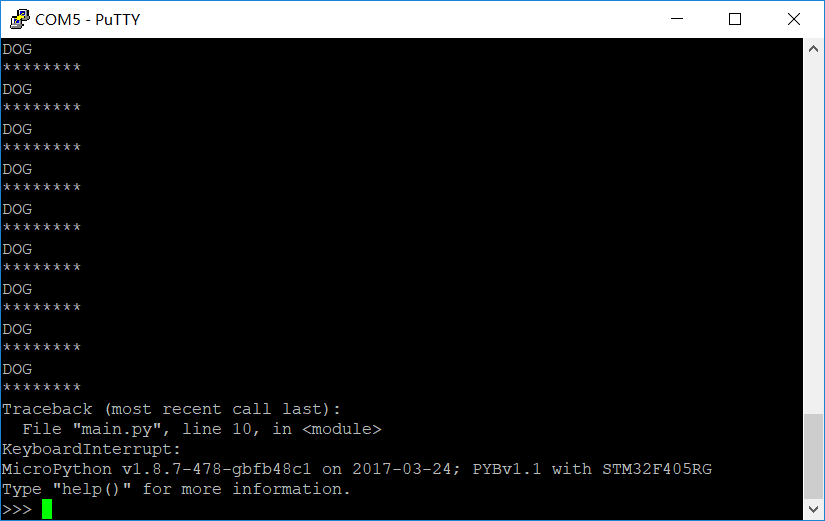 COM5 - PuTTY
DOG
********
DOG
********
DOG
********
DOG
********
DOG
********
DOG
********
DOG
********
DOG
********
DOG
********
Traceback (most recent call last):
  File "main.py", line 10, in <module>
KeyboardInterrupt:
MicroPython v1.8.7-478-gbfb48c1 on 2017-03-24; PYBv1.1 with STM32F405RG
Type "help()" for more information.
>>>